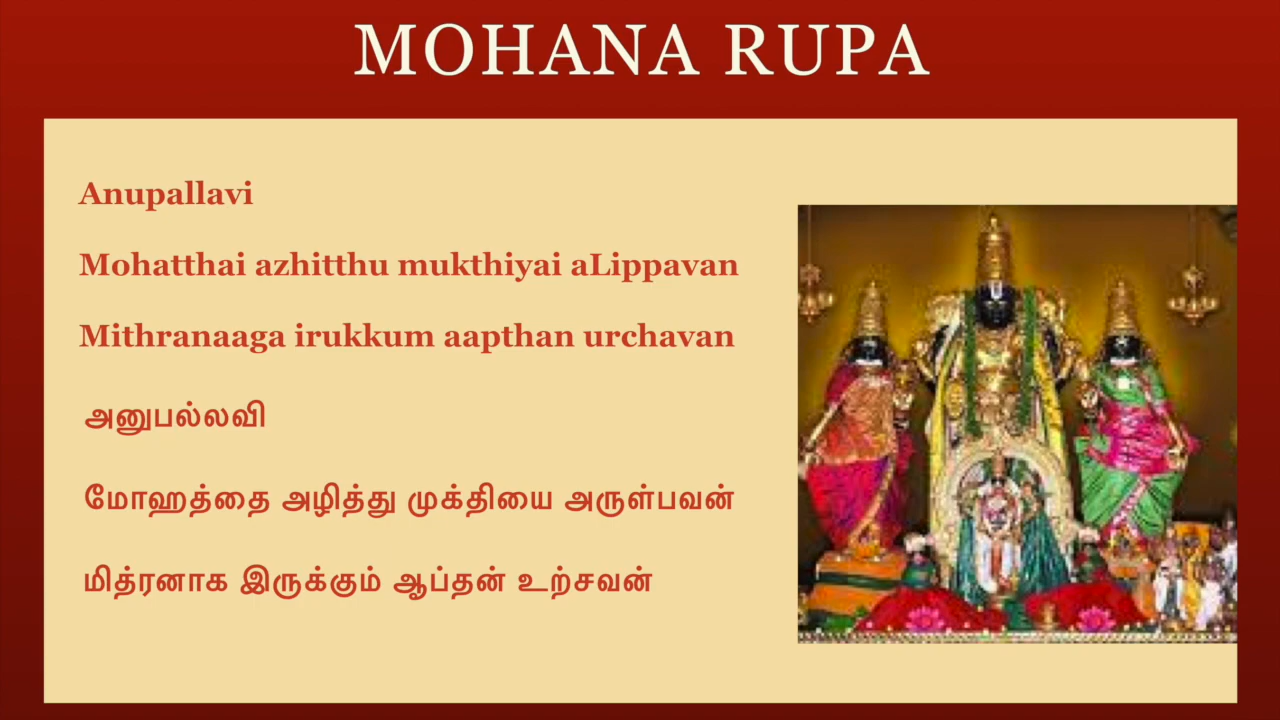 MOHANA RUPA
Anupallavi
Mohatthai azhitthu mukthiyai aLippavan
Mithranaaga irukkum aapthan urchavan
அனுபல்லவி
மோஹத்தை அழித்து முக்தியை அருள்பவன்
மித்ரனாக இருக்கும் ஆப்தன் உற்சவன்